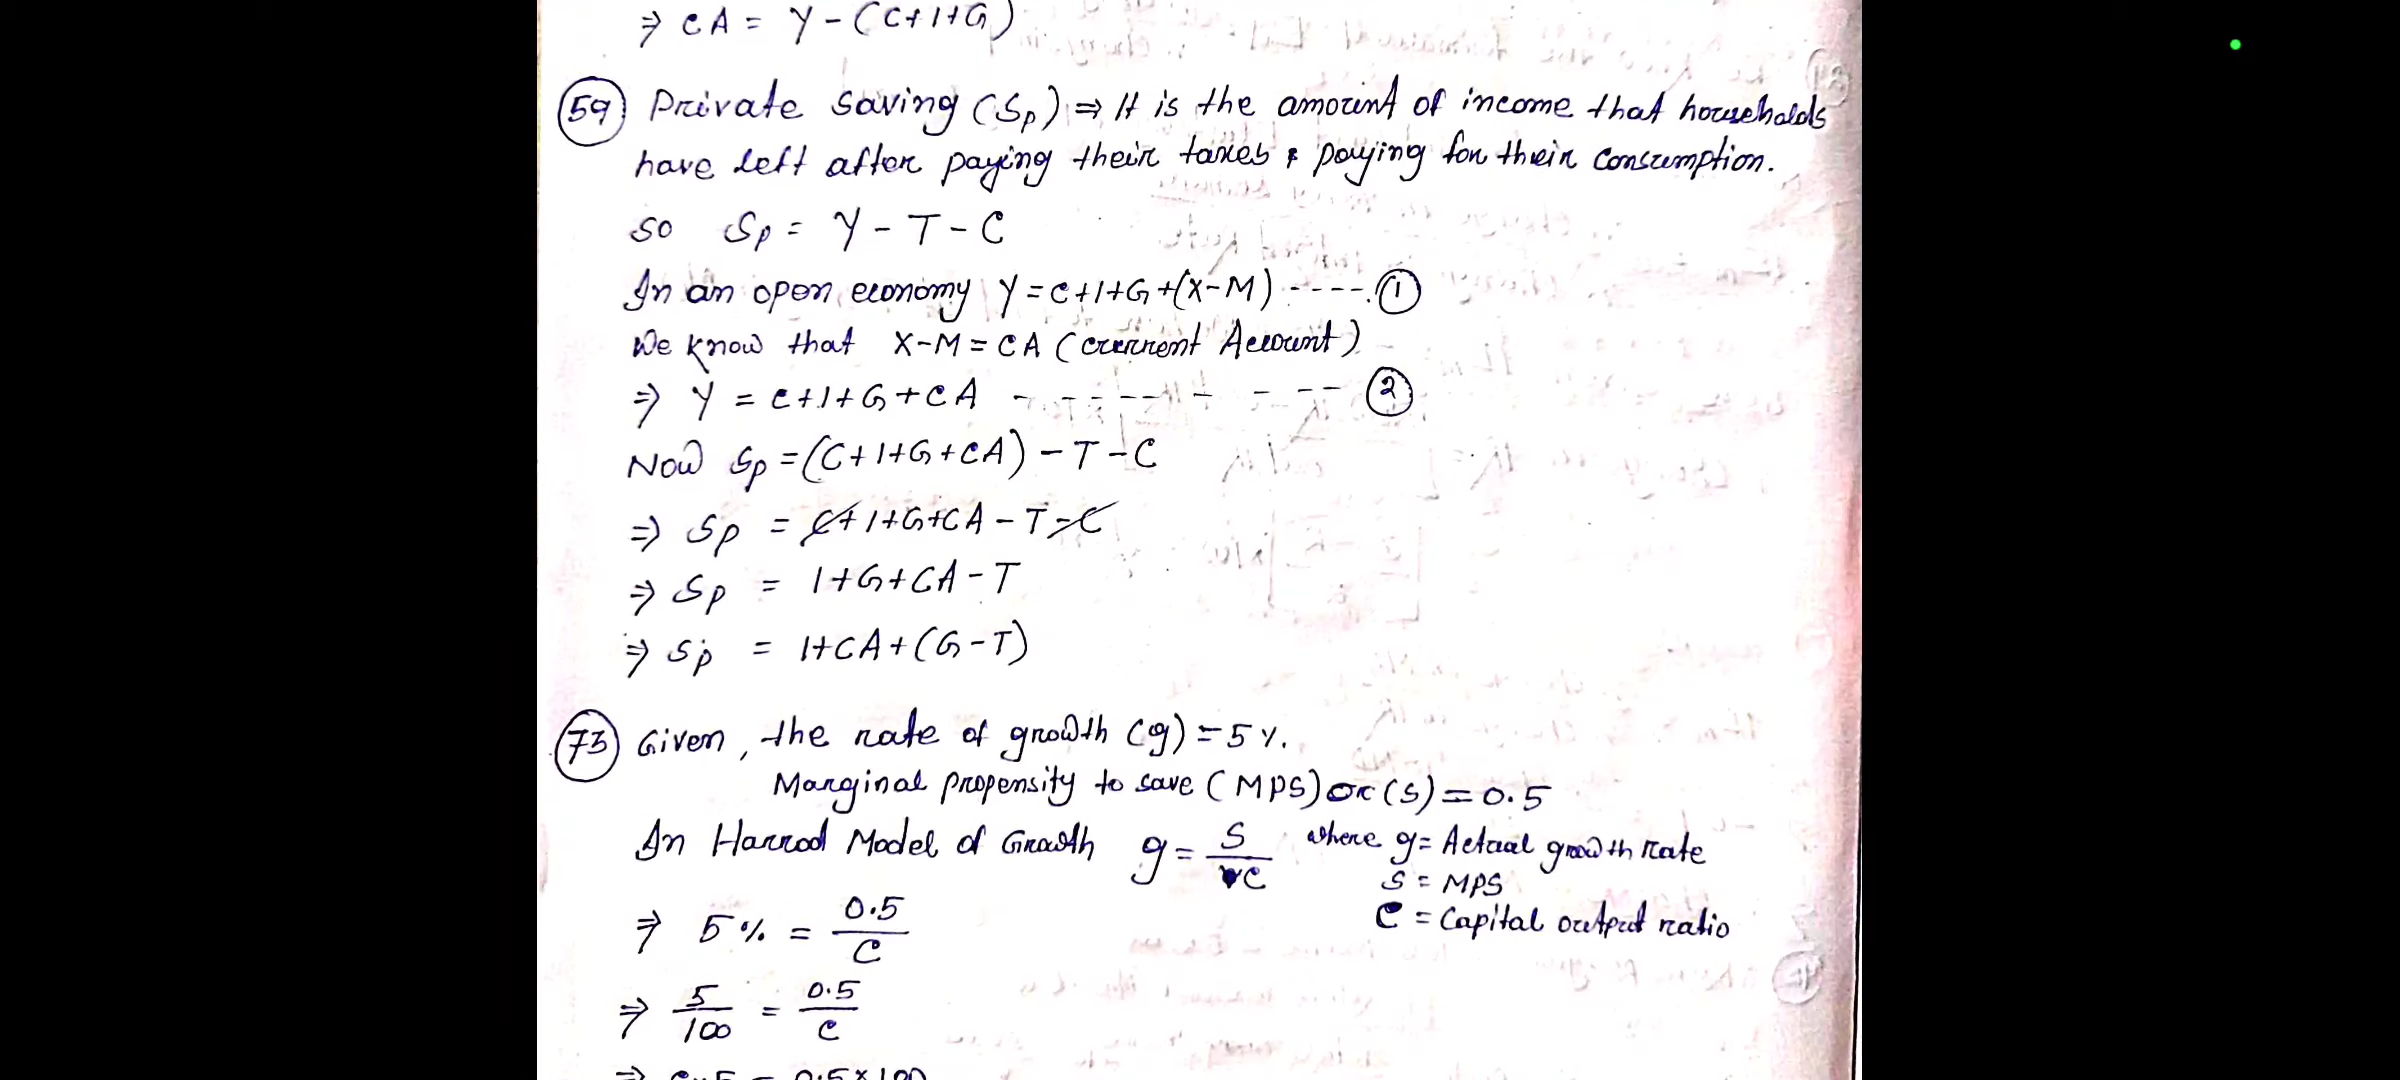 ⇒ CA = Y - (C+I+G)
59 Private saving (Sp) ⇒ It is the amount of income that households
have left after paying their taxes & paying for their consumption.
so Sp = Y - T - C
In an open economy Y = C+I+G+(X-M) -----①
We know that X-M = CA (current Account)
⇒ Y = C+I+G+CA - - - - - - - - - - ②
Now Sp = (C+I+G+CA) - T - C
⇒ Sp = C+I+G+CA - T - C
⇒ Sp = I+G+CA - T
⇒ Sp = I+CA+(G-T)
73 Given, the rate of growth (g) = 5%.
Marginal propensity to save (MPS) or (s) = 0.5
In Harrod Model of Growth g = S/C where g = Actual growth rate
S = MPS
C = Capital output ratio
⇒ 5% = 0.5/C
⇒ 5/100 = 0.5/C
⇒ C×5 = 0.5×100